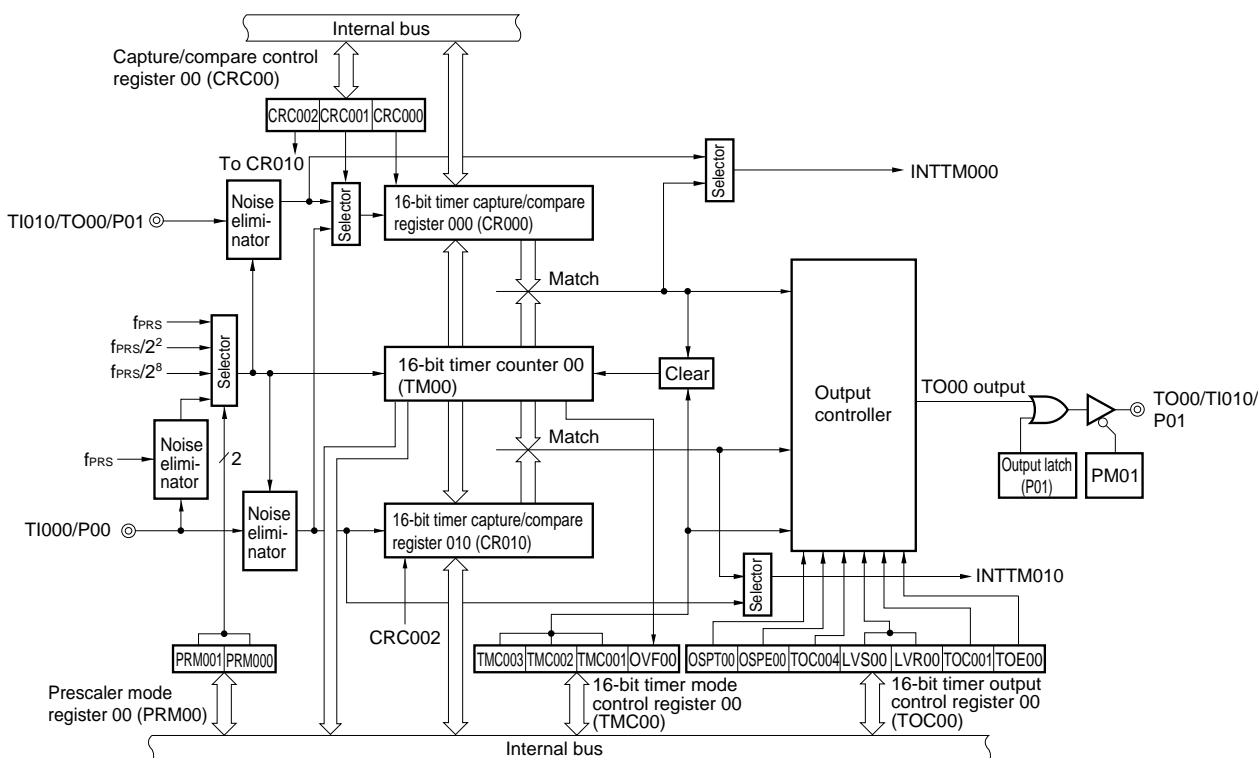 Internal bus
Capture/compare control
register 00 (CRC00)
CRC002 CRC001 CRC000
To CR010
Selector
INTTM000
TI010/TO00/P01
Noise
elimi-
nator
Selector
16-bit timer capture/compare
register 000 (CR000)
Match
fPRS
fPRS/2²
fPRS/2⁸
Selector
16-bit timer counter 00
(TM00)
Clear
Output
controller
TO00 output
TO00/TI010/
P01
Output latch
(P01)
PM01
fPRS
Noise
elimi-
nator
2
Match
TI000/P00
Noise
elimi-
nator
16-bit timer capture/compare
register 010 (CR010)
Selector
INTTM010
CRC002
PRM001 PRM000
TMC003 TMC002 TMC001 OVF00
OSPT00 OSPE00 TOC004 LVS00 LVR00 TOC001 TOE00
Prescaler mode
register 00 (PRM00)
16-bit timer mode
control register 00
(TMC00)
16-bit timer output
control register 00
(TOC00)
Internal bus